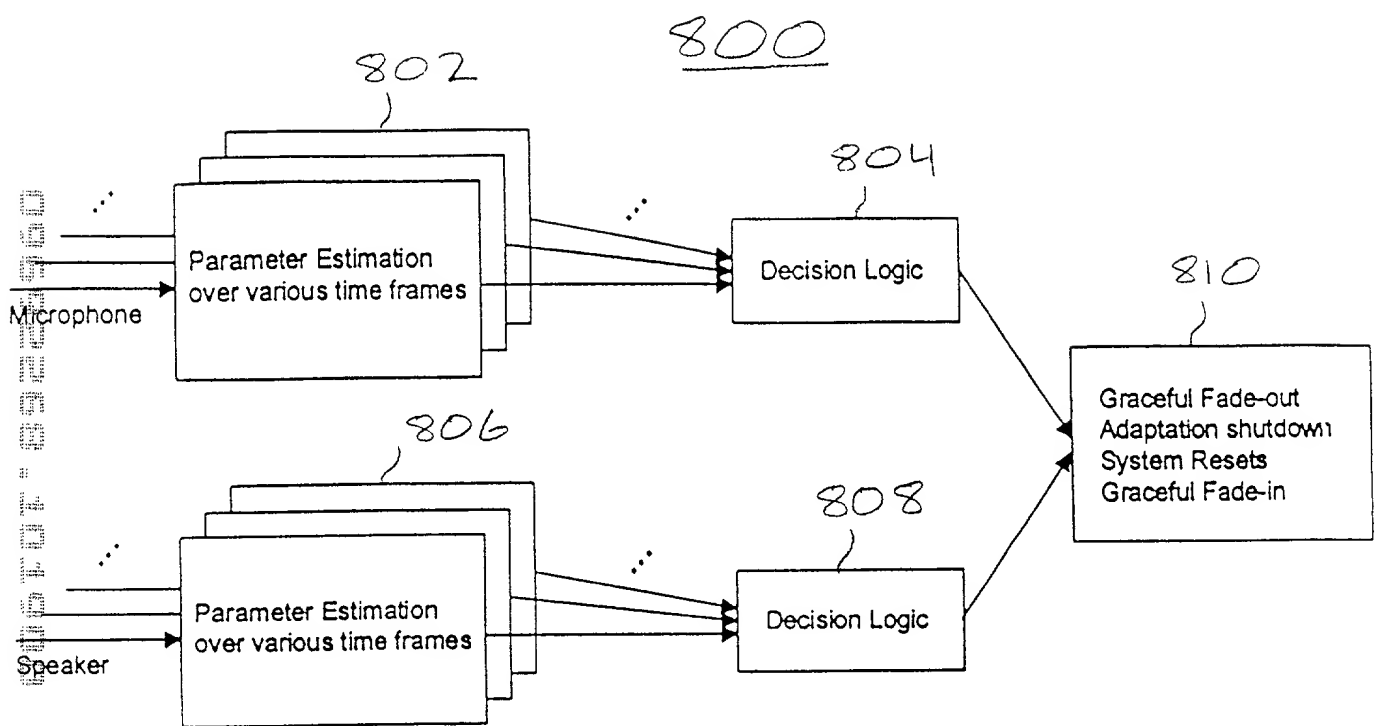 800
802
Parameter Estimation
over various time frames
Microphone
804
Decision Logic
810
Graceful Fade-out
Adaptation shutdown
System Resets
Graceful Fade-in
806
Parameter Estimation
over various time frames
Speaker
808
Decision Logic